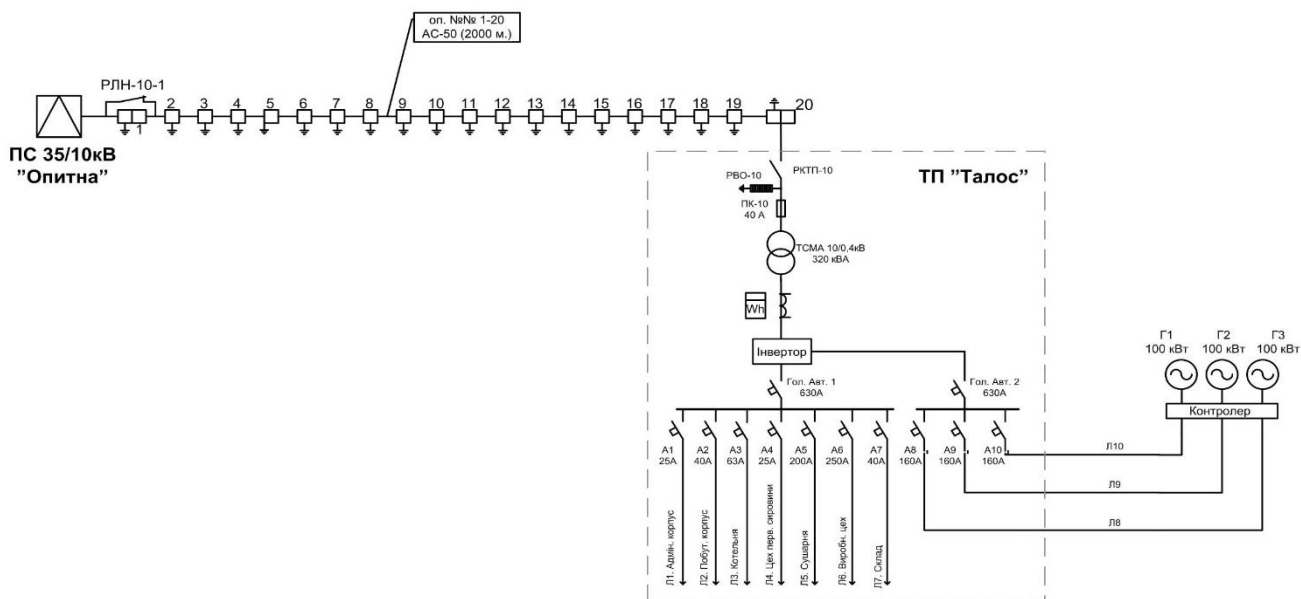 оп. №№ 1-20
АС-50 (2000 м.)
РЛН-10-1
1
2
3
4
5
6
7
8
9
10
11
12
13
14
15
16
17
18
19
20
ПС 35/10кВ
"Опитна"
ТП "Талос"
РКТП-10
РВО-10
ПК-10
40 А
ТСМА 10/0,4кВ
320 кВА
Wh
Інвертор
Гол. Авт. 1
630А
Гол. Авт. 2
630А
Г1
100 кВт
Г2
100 кВт
Г3
100 кВт
Контролер
А1
25А
А2
40А
А3
63А
А4
25А
А5
200А
А6
250А
А7
40А
А8
160А
А9
160А
А10
160А
Л10
Л9
Л8
Л1. Адмін. корпус
Л2. Побут. корпус
Л3. Котельня
Л4. Цех перв. сировини
Л5. Сушарня
Л6. Виробн. цех
Л7. Склад